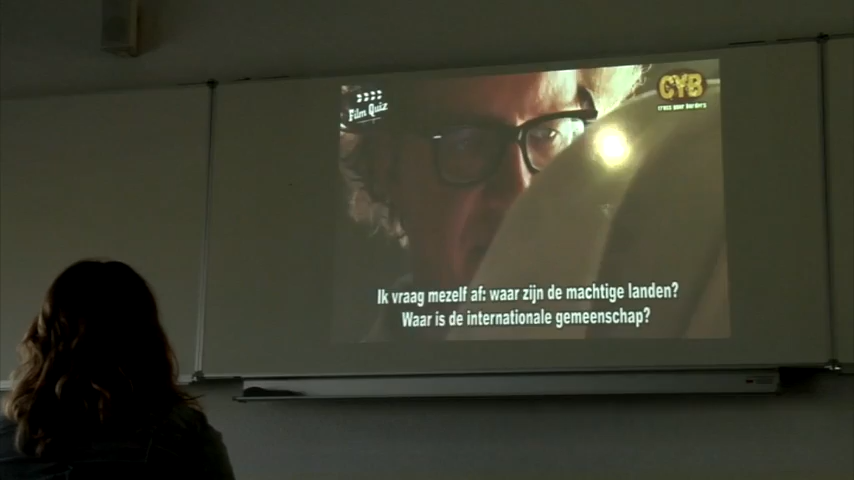 Film Quiz
CYB
cross your borders
Ik vraag mezelf af: waar zijn de machtige landen?
Waar is de internationale gemeenschap?